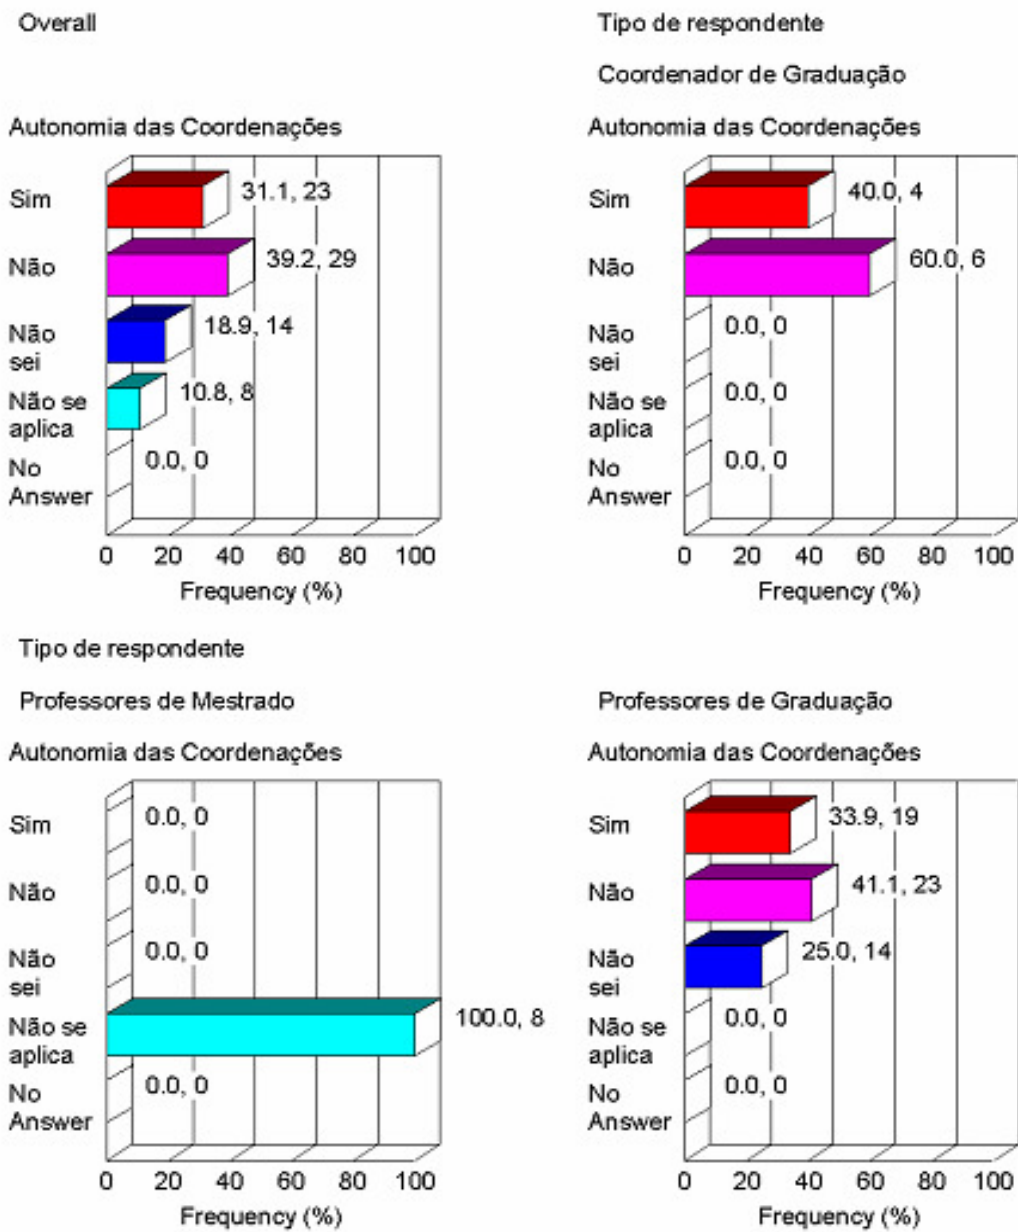 Overall
Autonomia das Coordenações
Sim
31.1, 23
Não
39.2, 29
Não
sei
18.9, 14
Não se
aplica
10.8, 8
No
Answer
0.0, 0
0 20 40 60 80 100
Frequency (%)
Tipo de respondente
Coordenador de Graduação
Autonomia das Coordenações
Sim
40.0, 4
Não
60.0, 6
Não
sei
0.0, 0
Não se
aplica
0.0, 0
No
Answer
0.0, 0
0 20 40 60 80 100
Frequency (%)
Tipo de respondente
Professores de Mestrado
Autonomia das Coordenações
Sim
0.0, 0
Não
0.0, 0
Não
sei
0.0, 0
Não se
aplica
100.0, 8
No
Answer
0.0, 0
0 20 40 60 80 100
Frequency (%)
Professores de Graduação
Autonomia das Coordenações
Sim
33.9, 19
Não
41.1, 23
Não
sei
25.0, 14
Não se
aplica
0.0, 0
No
Answer
0.0, 0
0 20 40 60 80 100
Frequency (%)